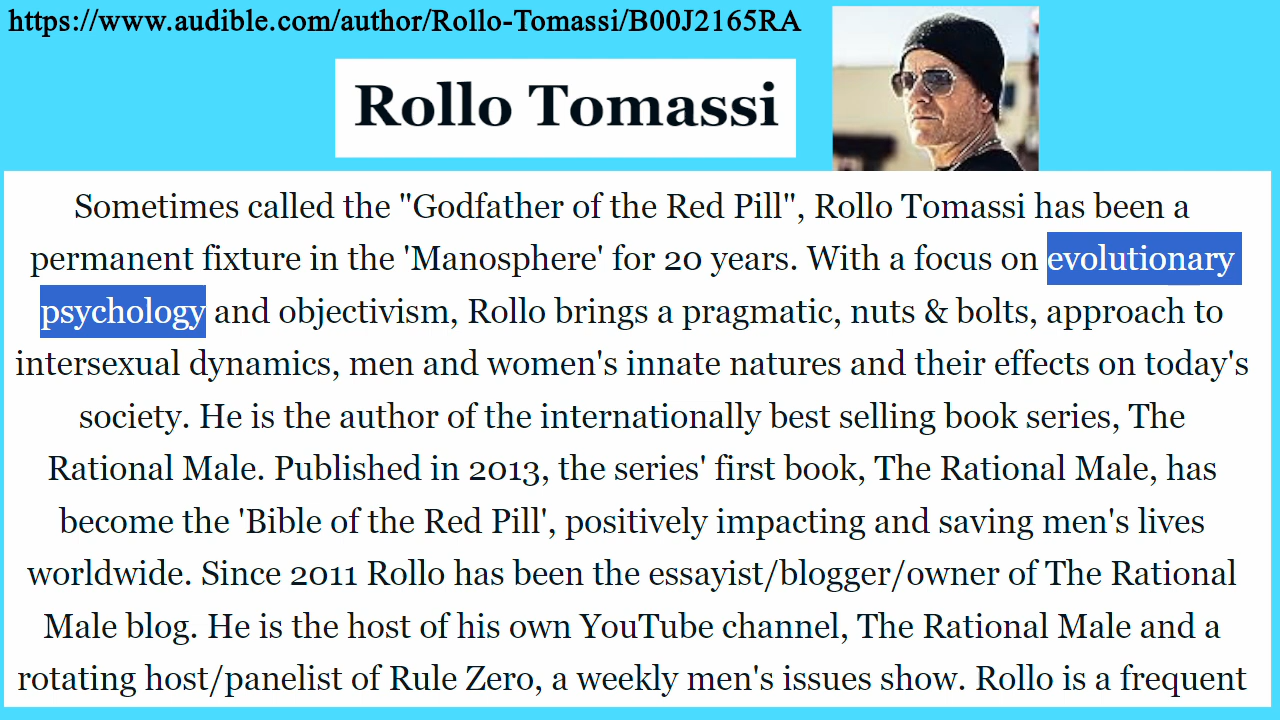 https://www.audible.com/author/Rollo-Tomassi/B00J2165RA
Rollo Tomassi
Sometimes called the "Godfather of the Red Pill", Rollo Tomassi has been a
permanent fixture in the 'Manosphere' for 20 years. With a focus on evolutionary
psychology and objectivism, Rollo brings a pragmatic, nuts & bolts, approach to
intersexual dynamics, men and women's innate natures and their effects on today's
society. He is the author of the internationally best selling book series, The
Rational Male. Published in 2013, the series' first book, The Rational Male, has
become the 'Bible of the Red Pill', positively impacting and saving men's lives
worldwide. Since 2011 Rollo has been the essayist/blogger/owner of The Rational
Male blog. He is the host of his own YouTube channel, The Rational Male and a
rotating host/panelist of Rule Zero, a weekly men's issues show. Rollo is a frequent